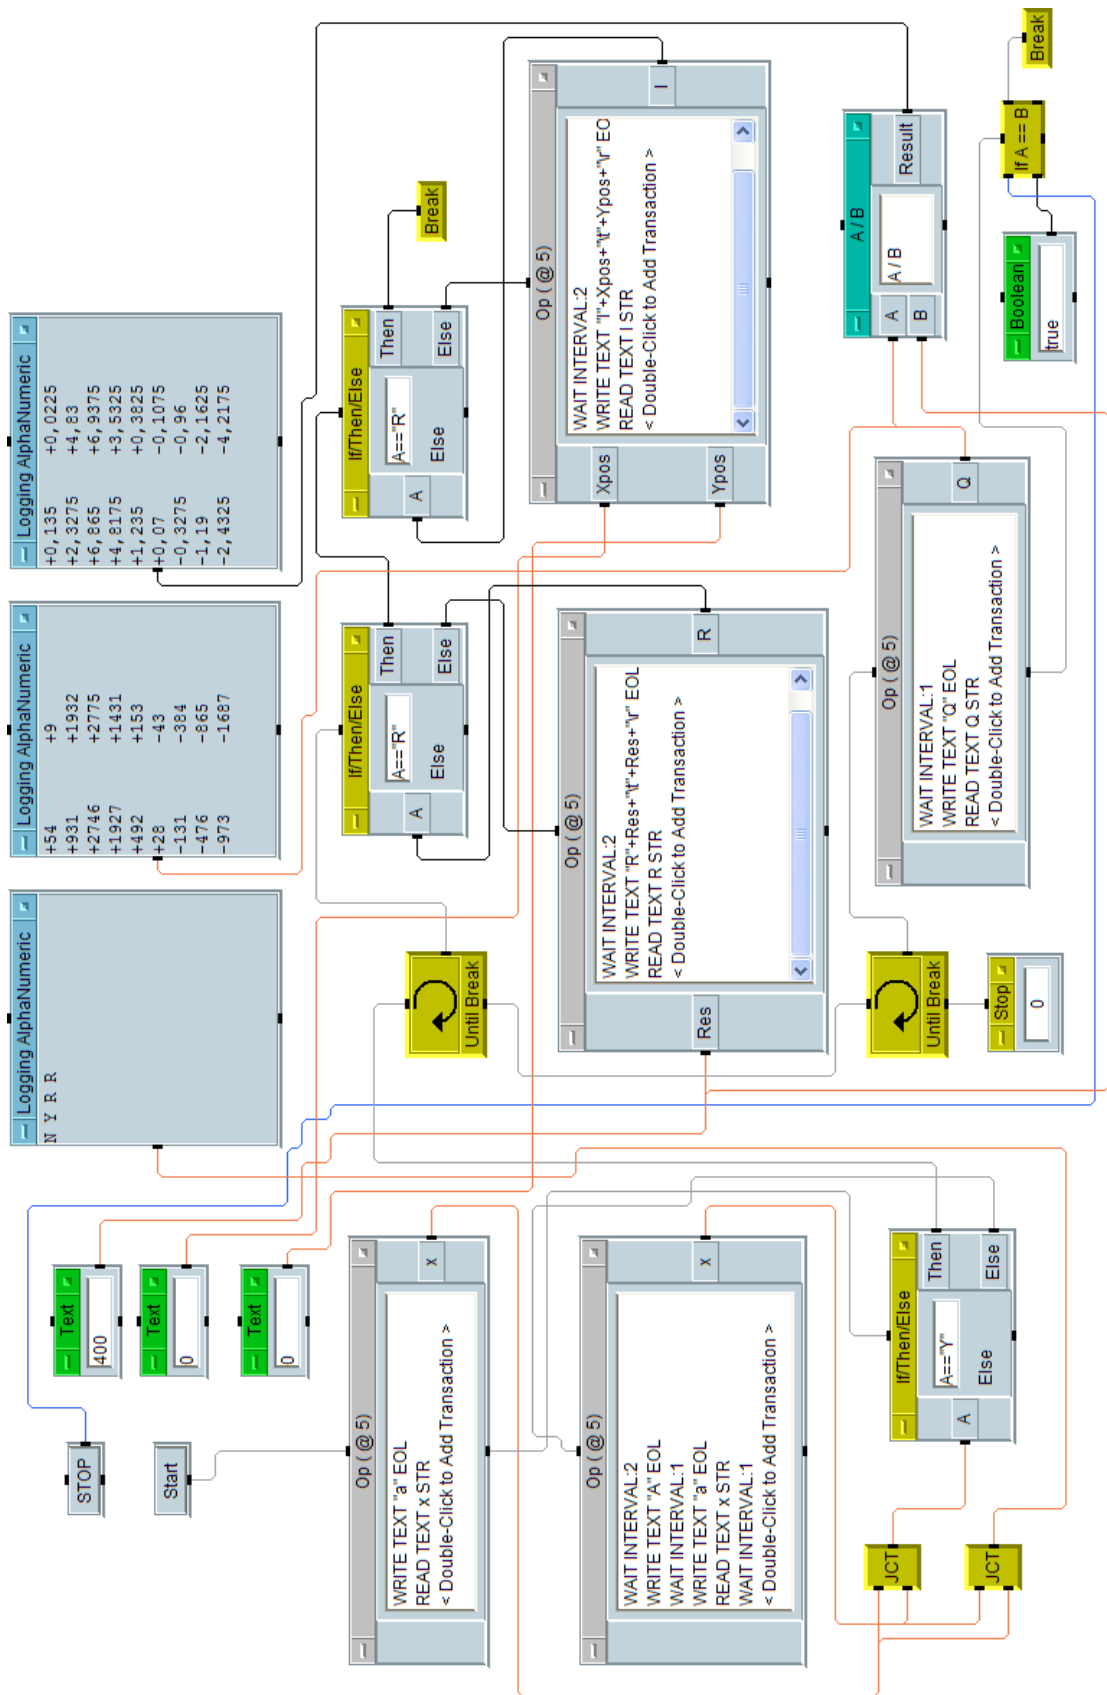 Logging AlphaNumeric
N Y R R
Logging AlphaNumeric
+54 +9
+931 +1932
+2746 +2775
+1927 +1431
+492 +153
+28 -43
-131 -384
-476 -865
-973 -1687
Logging AlphaNumeric
+0,135 +0,0225
+2,3275 +4,83
+6,865 +6,9375
+4,8175 +3,5325
+1,235 +0,3825
+0,07 -0,1075
-0,3275 -0,96
-1,19 -2,1625
-2,4325 -4,2175
STOP
Start
Text
400
Text
0
Text
0
Op ( @ 5)
WRITE TEXT "a" EOL
READ TEXT x STR
< Double-Click to Add Transaction >
x
Op ( @ 5)
WAIT INTERVAL:2
WRITE TEXT "A" EOL
WAIT INTERVAL:1
WRITE TEXT "a" EOL
READ TEXT x STR
WAIT INTERVAL:1
< Double-Click to Add Transaction >
x
JCT
JCT
If/Then/Else
A
A=="Y"
Else
Then
Else
Until Break
If/Then/Else
A
A=="R"
Else
Then
Else
If/Then/Else
A
A=="R"
Else
Then
Else
Break
Op ( @ 5)
Res
WAIT INTERVAL:2
WRITE TEXT "R"+Res+"\t"+Res+"\r" EOL
READ TEXT R STR
< Double-Click to Add Transaction >
R
Op ( @ 5)
Xpos
Ypos
WAIT INTERVAL:2
WRITE TEXT "I"+Xpos+"\t"+Ypos+"\r" EO
READ TEXT I STR
< Double-Click to Add Transaction >
I
Until Break
Stop
0
Op ( @ 5)
WAIT INTERVAL:1
WRITE TEXT "Q" EOL
READ TEXT Q STR
< Double-Click to Add Transaction >
Q
A / B
A
B
A / B
Result
Boolean
true
If A == B
Break